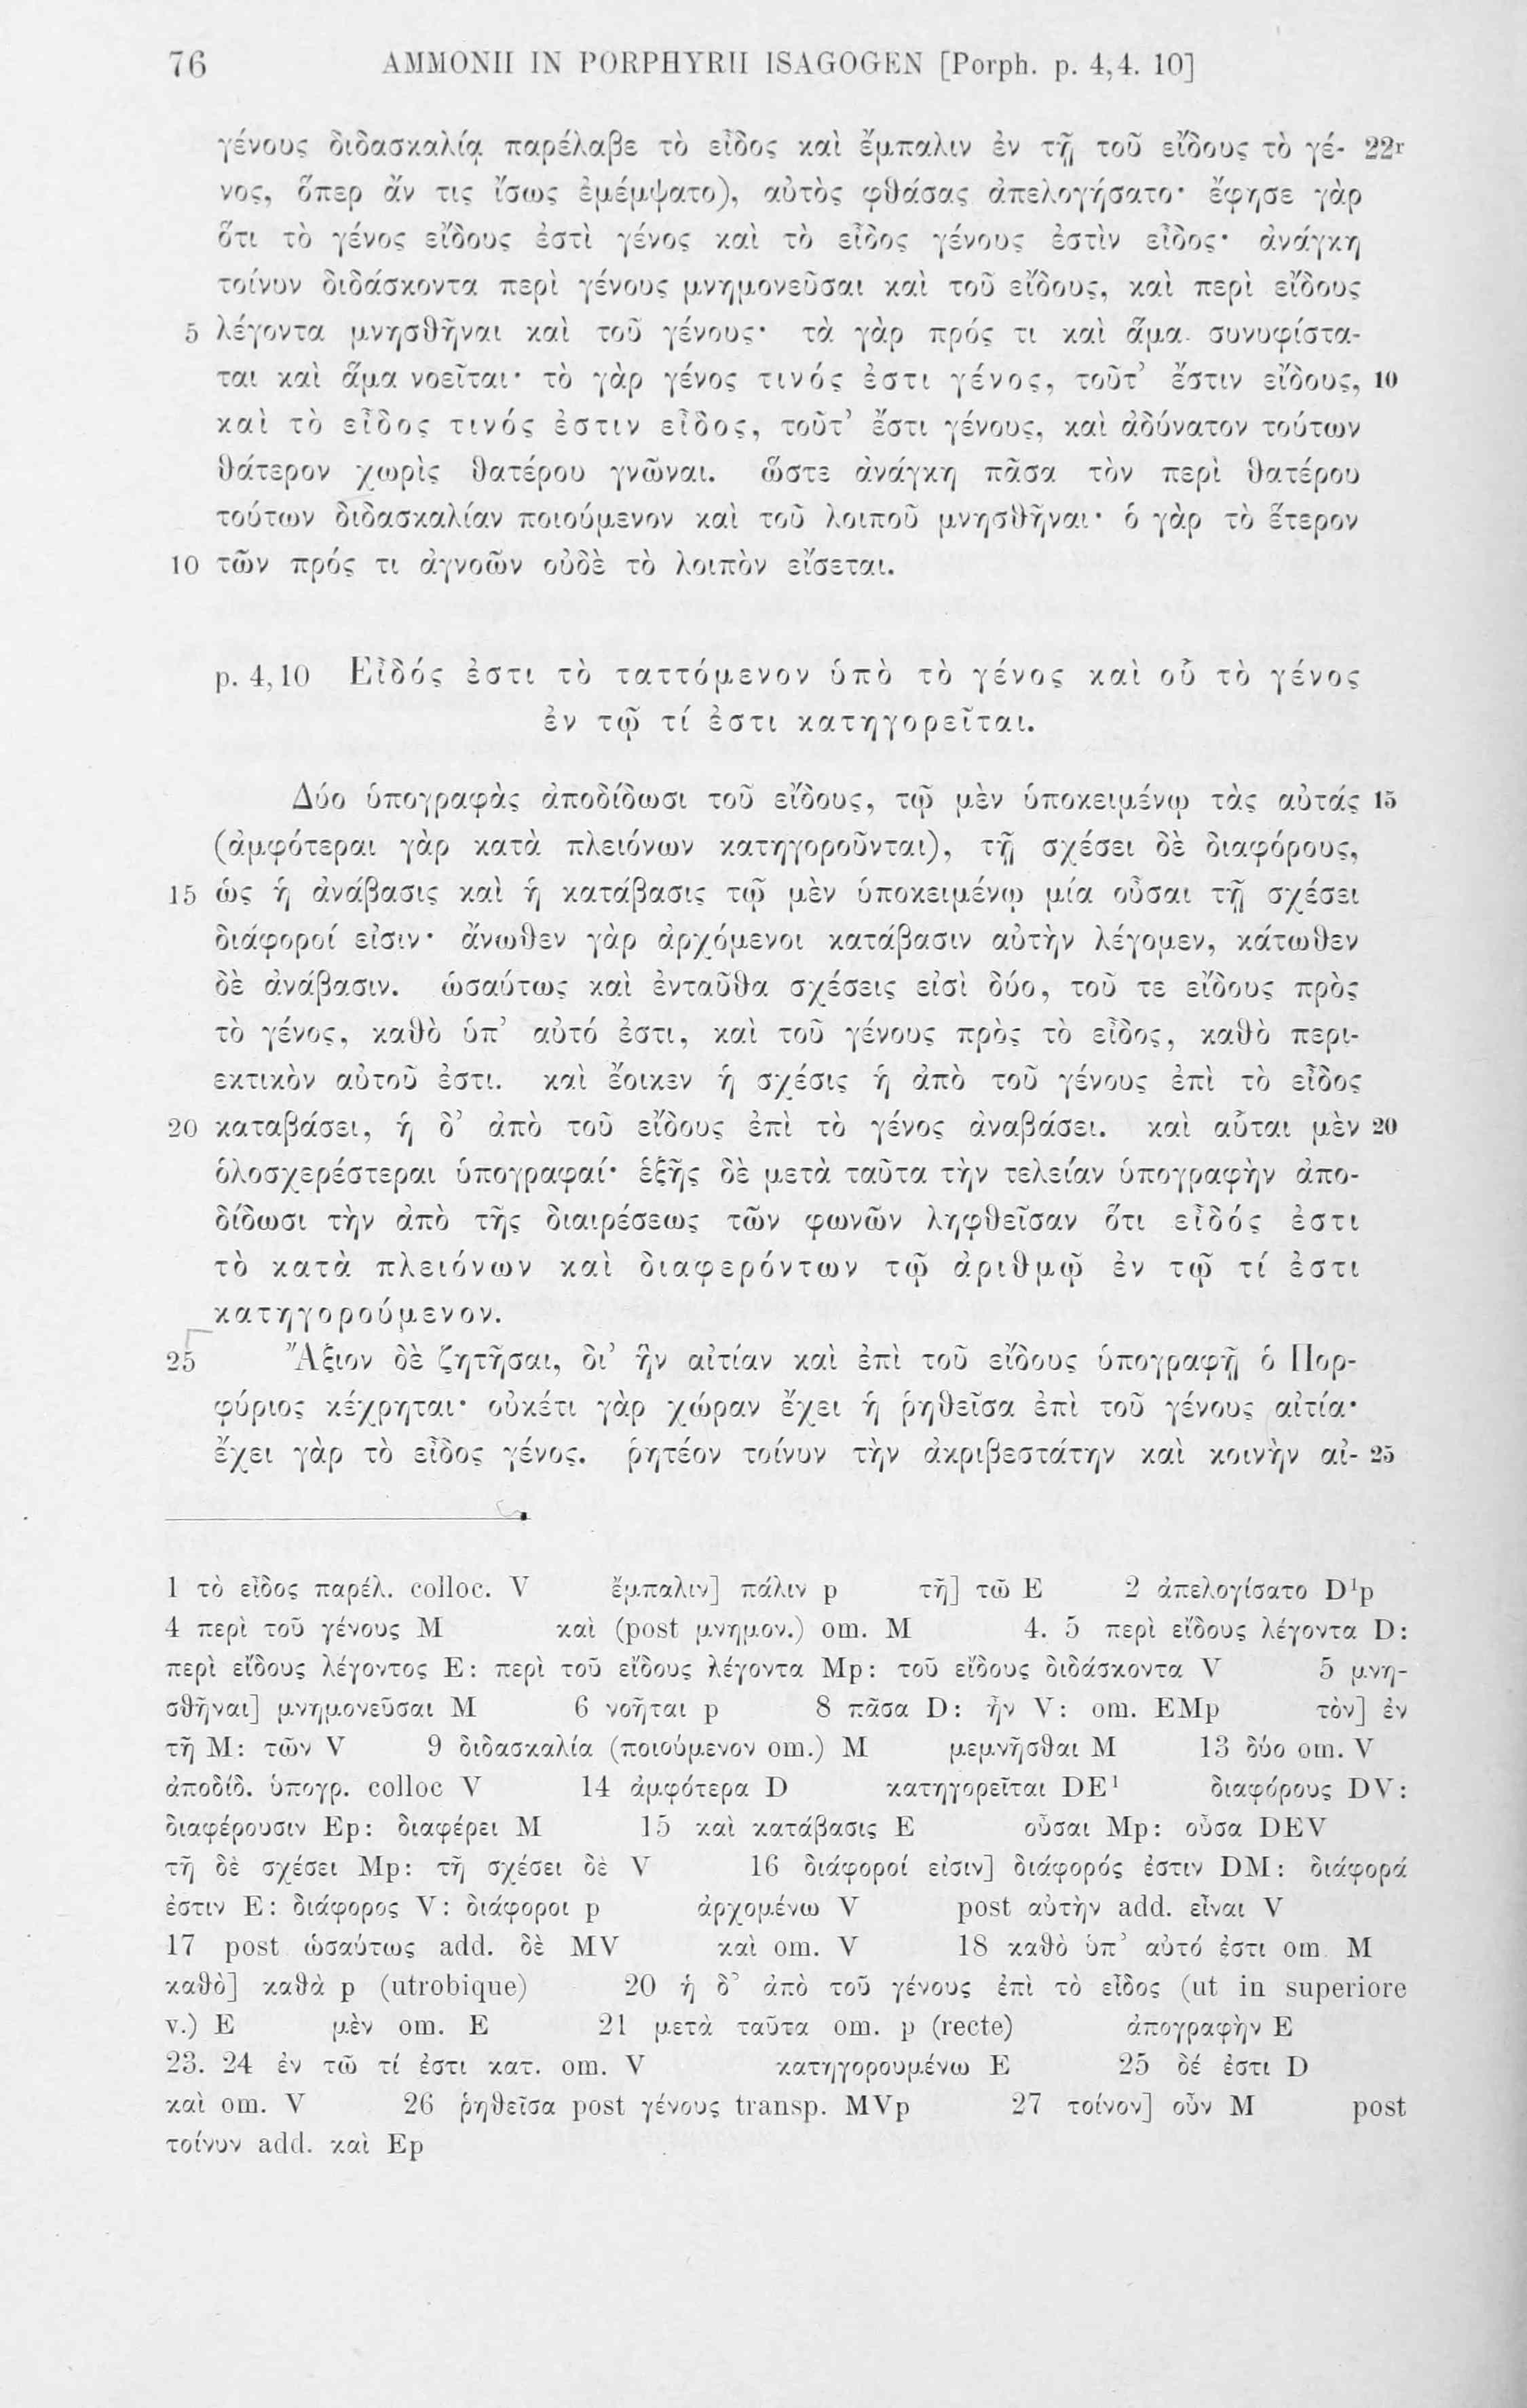 76 AMMONII IN PORPHYRII ISAGOGEN [Porph. p. 4,4. 10]
γένους διδασκαλίᾳ παρέλαβε τὸ εἶδος καὶ ἔμπαλιν ἐν τῇ τοῦ εἴδους τὸ γέ- 22r
νος, ὅπερ ἄν τις ἴσως ἐμέμψατο), αὐτὸς φθάσας ἀπελογήσατο· ἔφησε γὰρ
ὅτι τὸ γένος εἴδους ἐστὶ γένος καὶ τὸ εἶδος γένους ἐστὶν εἶδος· ἀνάγκη
τοίνυν διδάσκοντα περὶ γένους μνημονεῦσαι καὶ τοῦ εἴδους, καὶ περὶ εἴδους
5 λέγοντα μνησθῆναι καὶ τοῦ γένους· τὰ γὰρ πρός τι καὶ ἅμα συνυφίστα-
ται καὶ ἅμα νοεῖται· τὸ γὰρ γένος τινός ἐστι γένος, τοῦτ’ ἔστιν εἴδους, 10
καὶ τὸ εἶδος τινός ἐστιν εἶδος, τοῦτ’ ἔστι γένους, καὶ ἀδύνατον τούτων
θάτερον χωρὶς θατέρου γνῶναι. ὥστε ἀνάγκη πᾶσα τὸν περὶ θατέρου
τούτων διδασκαλίαν ποιούμενον καὶ τοῦ λοιποῦ μνησθῆναι· ὁ γὰρ τὸ ἕτερον
10 τῶν πρός τι ἀγνοῶν οὐδὲ τὸ λοιπὸν εἴσεται.
p. 4,10 Εἶδός ἐστι τὸ ταττόμενον ὑπὸ τὸ γένος καὶ οὗ τὸ γένος
ἐν τῷ τί ἐστι κατηγορεῖται.
Δύο ὑπογραφὰς ἀποδίδωσι τοῦ εἴδους, τῷ μὲν ὑποκειμένῳ τὰς αὐτάς 15
(ἀμφότεραι γὰρ κατὰ πλειόνων κατηγοροῦνται), τῇ σχέσει δὲ διαφόρους,
15 ὡς ἡ ἀνάβασις καὶ ἡ κατάβασις τῷ μὲν ὑποκειμένῳ μία οὖσαι τῇ σχέσει
διάφοροί εἰσιν· ἄνωθεν γὰρ ἀρχόμενοι κατάβασιν αὐτὴν λέγομεν, κάτωθεν
δὲ ἀνάβασιν. ὡσαύτως καὶ ἐνταῦθα σχέσεις εἰσὶ δύο, τοῦ τε εἴδους πρὸς
τὸ γένος, καθὸ ὑπ’ αὐτό ἐστι, καὶ τοῦ γένους πρὸς τὸ εἶδος, καθὸ περι-
εκτικὸν αὐτοῦ ἐστι. καὶ ἔοικεν ἡ σχέσις ἡ ἀπὸ τοῦ γένους ἐπὶ τὸ εἶδος
20 καταβάσει, ἡ δ’ ἀπὸ τοῦ εἴδους ἐπὶ τὸ γένος ἀναβάσει. καὶ αὗται μὲν 20
ὁλοσχερέστεραι ὑπογραφαί· ἑξῆς δὲ μετὰ ταῦτα τὴν τελείαν ὑπογραφὴν ἀπο-
δίδωσι τὴν ἀπὸ τῆς διαιρέσεως τῶν φωνῶν ληφθεῖσαν ὅτι εἶδός ἐστι
τὸ κατὰ πλειόνων καὶ διαφερόντων τῷ ἀριθμῷ ἐν τῷ τί ἐστι
κατηγορούμενον.
25 Ἄξιον δὲ ζητῆσαι, δι’ ἣν αἰτίαν καὶ ἐπὶ τοῦ εἴδους ὑπογραφῇ ὁ Πορ-
φύριος κέχρηται· οὐκέτι γὰρ χώραν ἔχει ἡ ῥηθεῖσα ἐπὶ τοῦ γένους αἰτία·
ἔχει γὰρ τὸ εἶδος γένος. ῥητέον τοίνυν τὴν ἀκριβεστάτην καὶ κοινὴν αἰ- 25
1 τὸ εἶδος παρέλ. colloc. V ἔμπαλιν] πάλιν p τῇ] τῶ E 2 ἀπελογίσατο D¹p
4 περὶ τοῦ γένους M καὶ (post μνημον.) om. M 4. 5 περὶ εἴδους λέγοντα D:
περὶ εἴδους λέγοντος E: περὶ τοῦ εἴδους λέγοντα Mp: τοῦ εἴδους διδάσκοντα V 5 μνη-
σθῆναι] μνημονεῦσαι M 6 νοῆται p 8 πᾶσα D: ἦν V: om. EMp τὸν] ἐν
τῇ M: τῶν V 9 διδασκαλία (ποιούμενον om.) M μεμνῆσθαι M 13 δύο om. V
ἀποδίδ. ὑπογρ. colloc V 14 ἀμφότερα D κατηγορεῖται DE¹ διαφόρους DV:
διαφέρουσιν Ep: διαφέρει M 15 καὶ κατάβασις E οὖσαι Mp: οὖσα DEV
τῇ δὲ σχέσει Mp: τῇ σχέσει δὲ V 16 διάφοροί εἰσιν] διάφορός ἐστιν DM: διάφορά
ἐστιν E: διάφορος V: διάφοροι p ἀρχομένω V post αὐτὴν add. εἶναι V
17 post ὡσαύτως add. δὲ MV καὶ om. V 18 καθὸ ὑπ’ αὐτό ἐστι om M
καθὸ] καθὰ p (utrobique) 20 ἡ δ’ ἀπὸ τοῦ γένους ἐπὶ τὸ εἶδος (ut in superiore
v.) E μὲν om. E 21 μετὰ ταῦτα om. p (recte) ἀπογραφὴν E
23. 24 ἐν τῶ τί ἐστι κατ. om. V κατηγορουμένω E 25 δέ ἐστι D
καὶ om. V 26 ῥηθεῖσα post γένους transp. MVp 27 τοίνον] οὖν M post
τοίνυν add. καὶ Ep